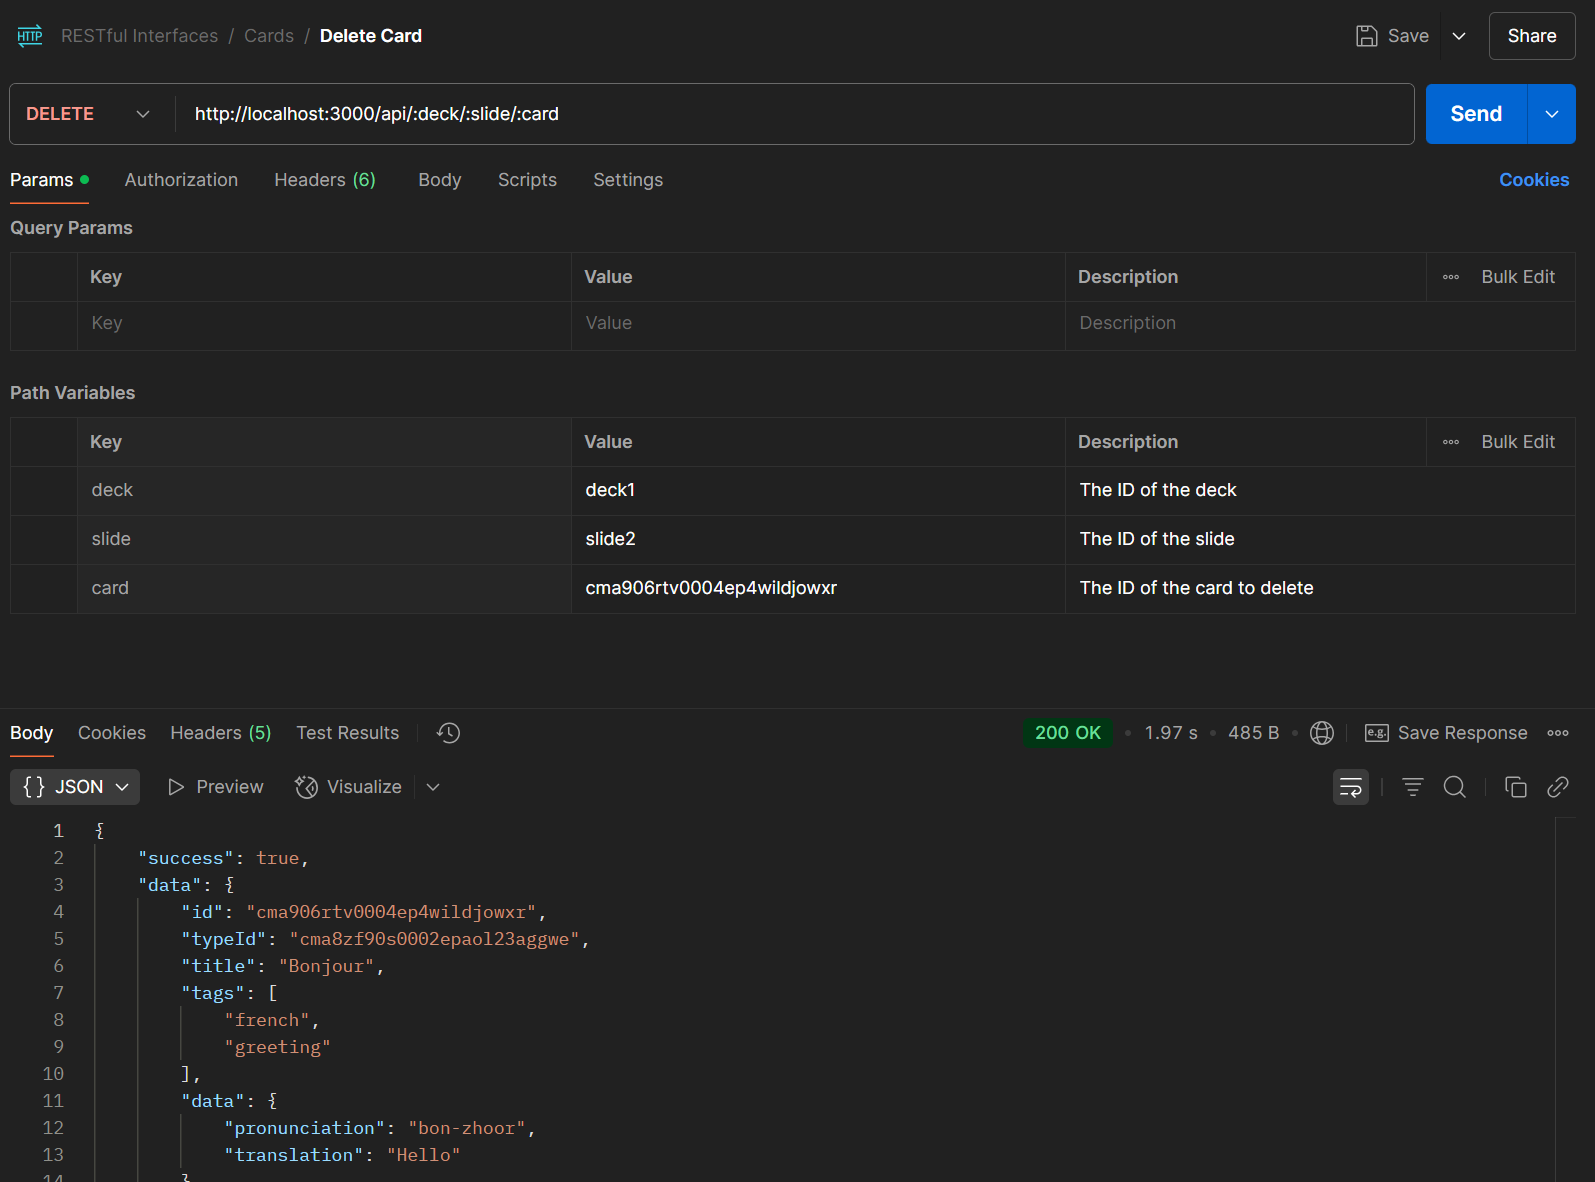 HTTP RESTful Interfaces / Cards / Delete Card Save Share
DELETE http://localhost:3000/api/:deck/:slide/:card Send
Params Authorization Headers (6) Body Scripts Settings Cookies
Query Params
Key Value Description Bulk Edit
Key Value Description
Path Variables
Key Value Description Bulk Edit
deck deck1 The ID of the deck
slide slide2 The ID of the slide
card cma906rtv0004ep4wildjowxr The ID of the card to delete
Body Cookies Headers (5) Test Results 200 OK • 1.97 s • 485 B • e.g. Save Response
{} JSON Preview Visualize
1 {
2 "success": true,
3 "data": {
4 "id": "cma906rtv0004ep4wildjowxr",
5 "typeId": "cma8zf90s0002epaol23aggwe",
6 "title": "Bonjour",
7 "tags": [
8 "french",
9 "greeting"
10 ],
11 "data": {
12 "pronunciation": "bon-zhoor",
13 "translation": "Hello"
14 }